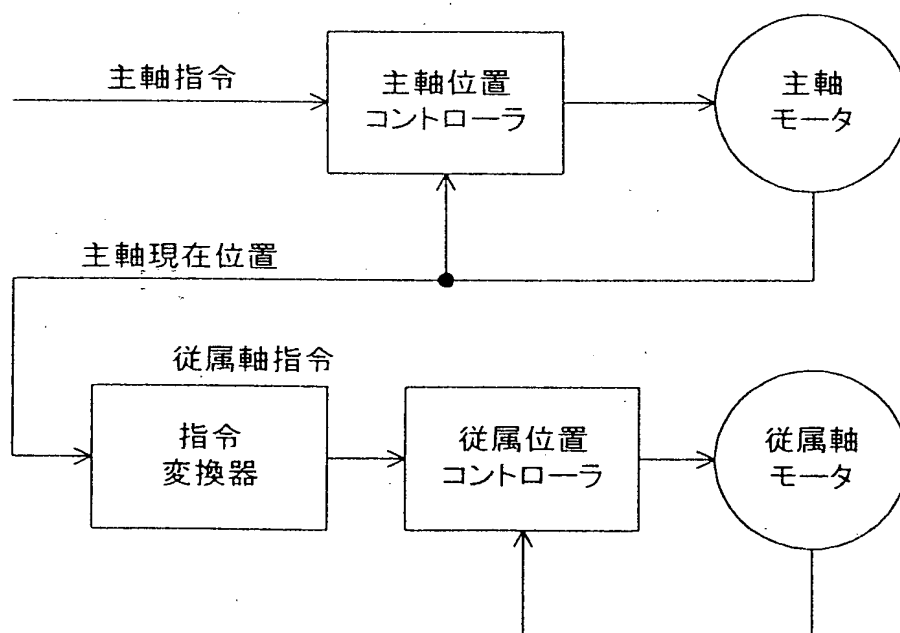 主軸指令
主軸位置
コントローラ
主軸
モータ
主軸現在位置
従属軸指令
指令
変換器
従属位置
コントローラ
従属軸
モータ